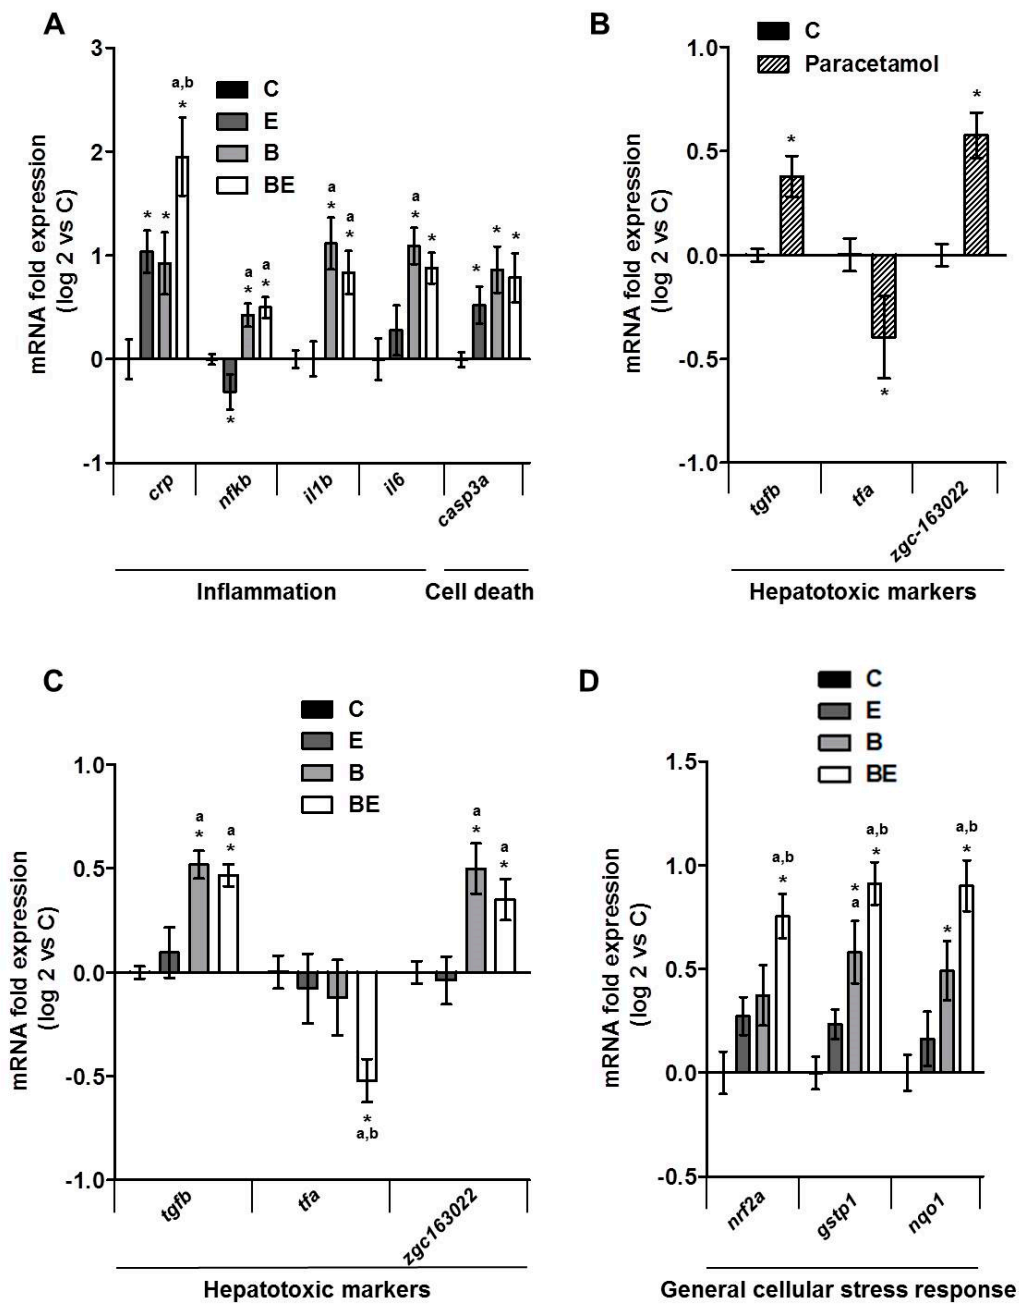 A
3
2
1
0
-1
mRNA fold expression
(log 2 vs C)
C
E
B
BE
*
*
a,b
*
*
a
*
a
*
a
*
a
*
a
*
*
*
*
*
crp
nfkb
il1b
il6
casp3a
Inflammation
Cell death
B
C
Paracetamol
1.0
0.5
0.0
-0.5
-1.0
mRNA fold expression
(log 2 vs C)
*
*
*
tgfb
tfa
zgc-163022
Hepatotoxic markers
C
C
E
B
BE
1.0
0.5
0.0
-0.5
-1.0
mRNA fold expression
(log 2 vs C)
a
*
a
*
*
a,b
a
*
a
*
tgfb
tfa
zgc163022
Hepatotoxic markers
D
C
E
B
BE
1.5
1.0
0.5
0.0
-0.5
mRNA fold expression
(log 2 vs C)
a,b
*
*
a
a,b
*
*
a,b
*
nrf2a
gstp1
nqo1
General cellular stress response